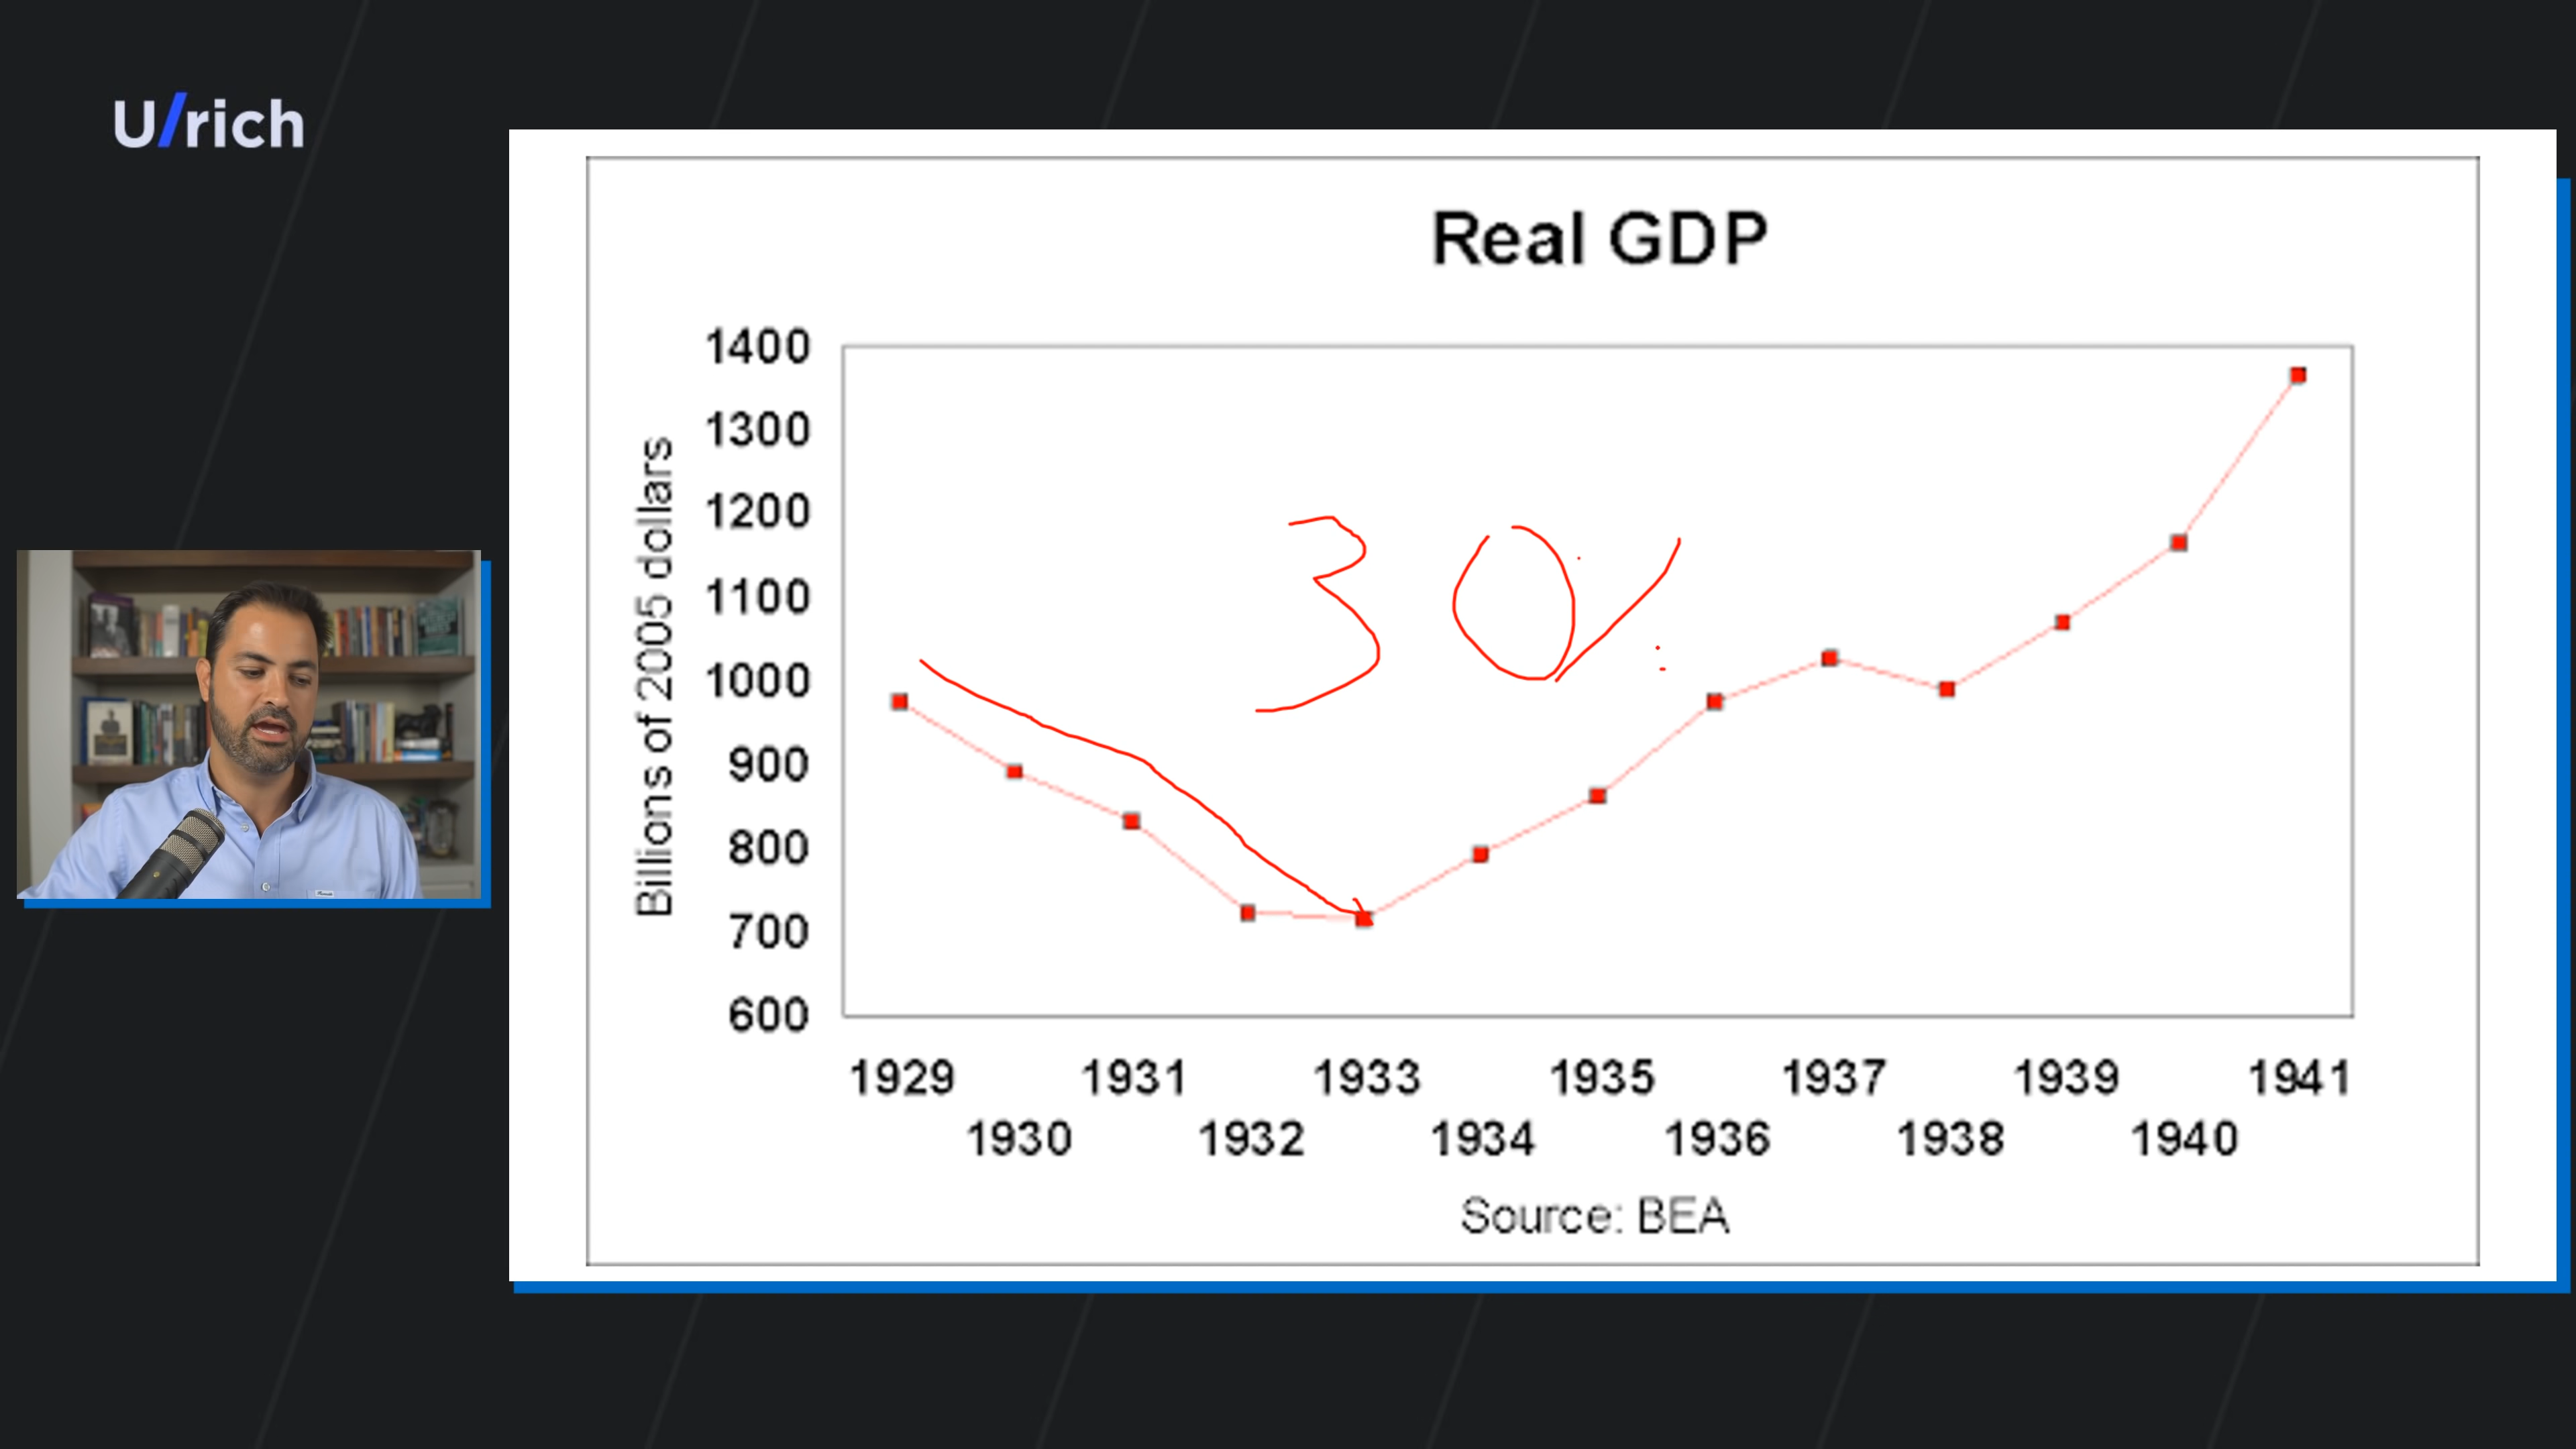 U/rich
Real GDP
Billions of 2005 dollars
1400
1300
1200
1100
1000
900
800
700
600
30%
1929 1931 1933 1935 1937 1939 1941
1930 1932 1934 1936 1938 1940
Source: BEA